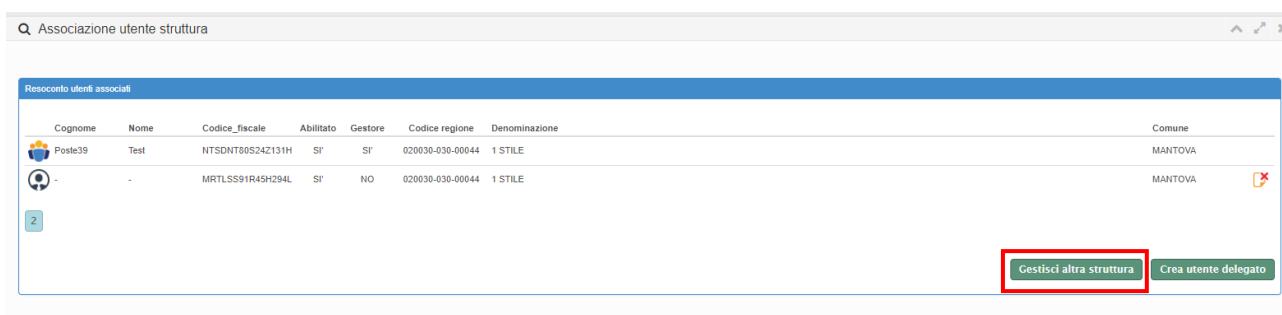 Associazione utente struttura
Resoconto utenti associati
Cognome Nome Codice_fiscale Abilitato Gestore Codice regione Denominazione Comune
Poste39 Test NTSDNT80S24Z131H SI' SI' 020030-030-00044 1 STILE MANTOVA
- - MRTLSS91R45H294L SI' NO 020030-030-00044 1 STILE MANTOVA
2
Gestisci altra struttura Crea utente delegato